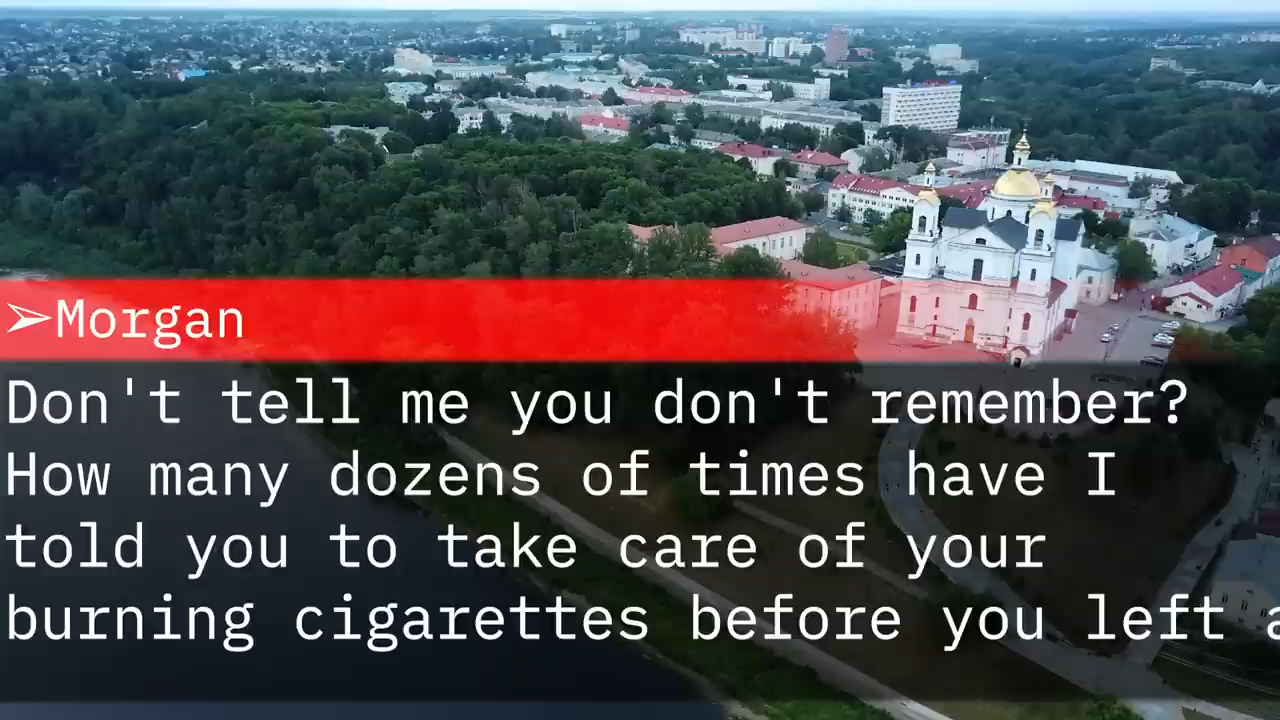 ➢Morgan
Don't tell me you don't remember?
How many dozens of times have I
told you to take care of your
burning cigarettes before you left